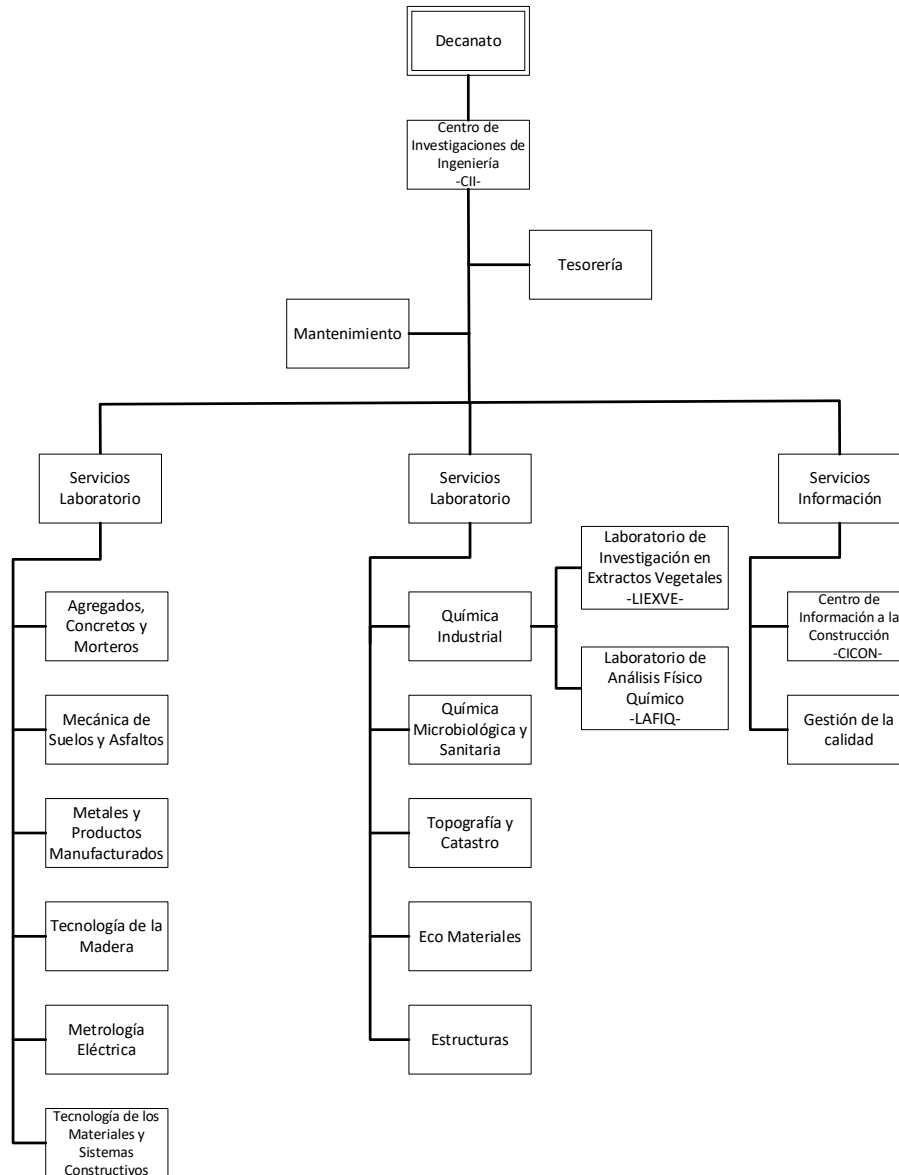 Decanato
Centro de
Investigaciones de
Ingeniería
-CII-
Tesorería
Mantenimiento
Servicios
Laboratorio
Servicios
Laboratorio
Servicios
Información
Agregados,
Concretos y
Morteros
Mecánica de
Suelos y Asfaltos
Metales y
Productos
Manufacturados
Tecnología de la
Madera
Metrología
Eléctrica
Tecnología de los
Materiales y
Sistemas
Constructivos
Química
Industrial
Laboratorio de
Investigación en
Extractos Vegetales
-LIEXVE-
Laboratorio de
Análisis Físico
Químico
-LAFIQ-
Química
Microbiológica y
Sanitaria
Topografía y
Catastro
Eco Materiales
Estructuras
Centro de
Información a la
Construcción
-CICON-
Gestión de la
calidad